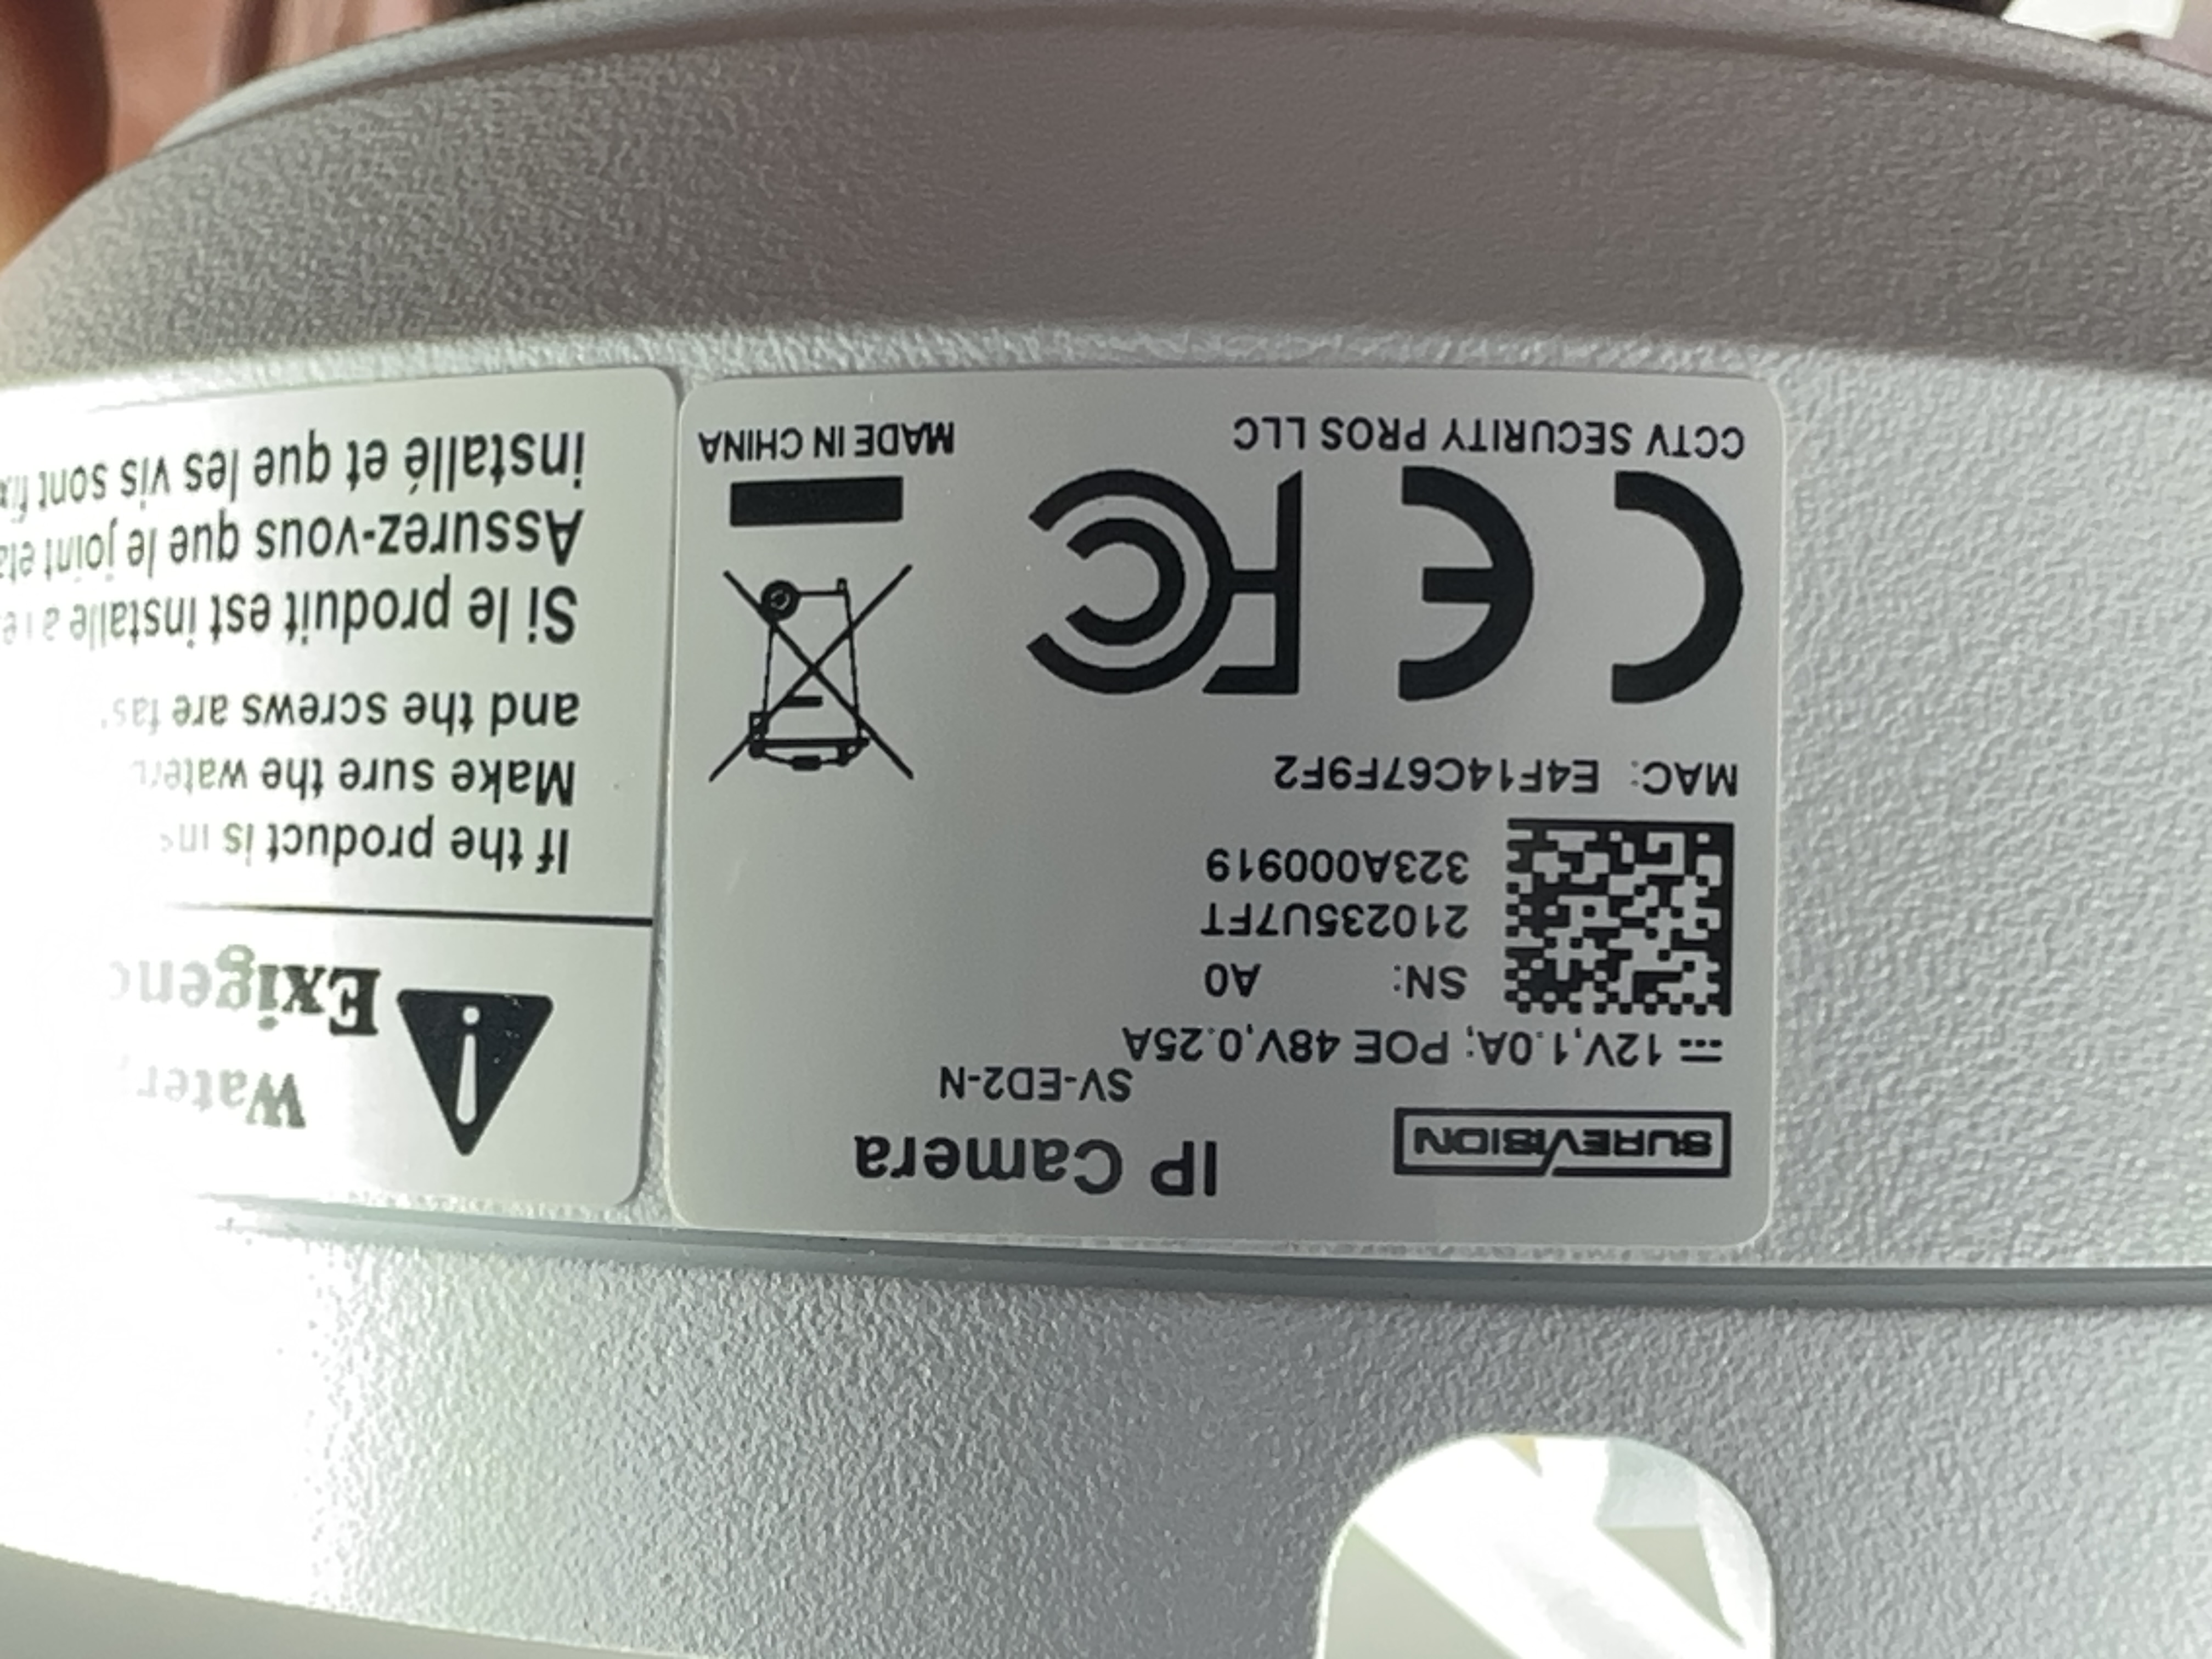 SUREVISION
IP Camera
SV-ED2-N
12V,1.0A; POE 48V,0.25A
SN: A0
210235U7FT
323A000919
MAC: E4F14C67F9F2
CE FC C
CCTV SECURITY PROS LLC
MADE IN CHINA
If the product is
Make sure the
and the screws are
Si le produit est installé
Assurez-vous que le joint
installé et que les vis sont